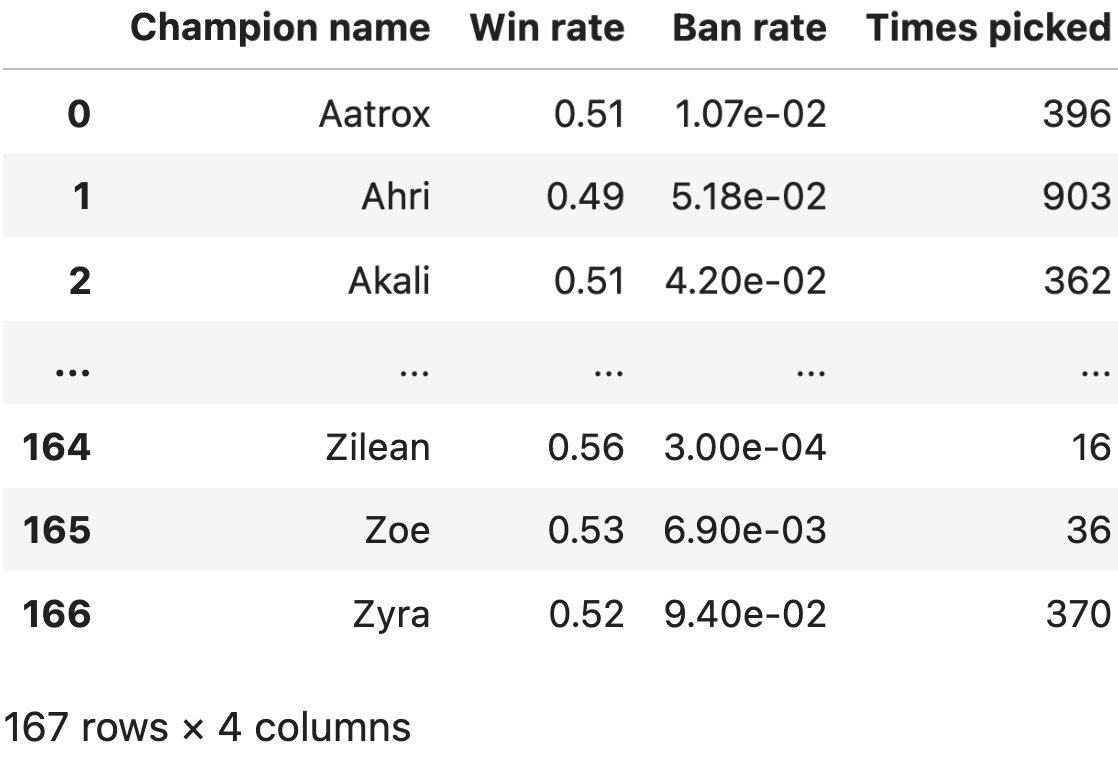 Champion name Win rate Ban rate Times picked
0 Aatrox 0.51 1.07e-02 396
1 Ahri 0.49 5.18e-02 903
2 Akali 0.51 4.20e-02 362
... ... ... ... ...
164 Zilean 0.56 3.00e-04 16
165 Zoe 0.53 6.90e-03 36
166 Zyra 0.52 9.40e-02 370
167 rows × 4 columns